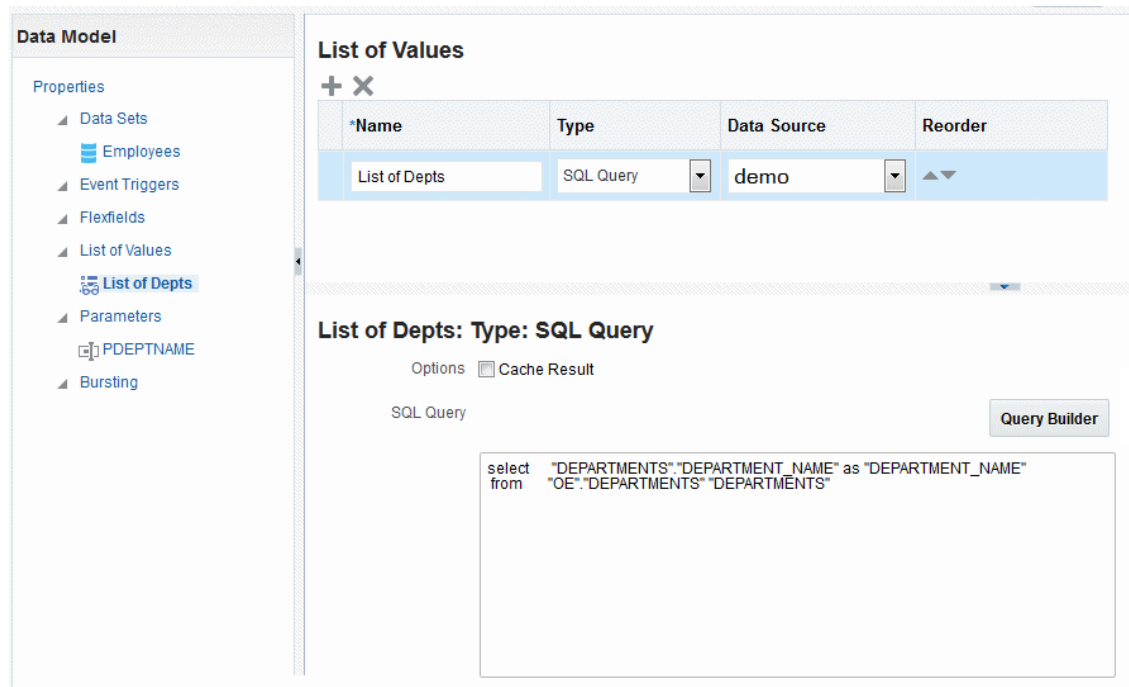 Data Model
Properties
Data Sets
Employees
Event Triggers
Flexfields
List of Values
List of Depts
Parameters
PDEPTNAME
Bursting
List of Values
*Name Type Data Source Reorder
List of Depts SQL Query demo
List of Depts: Type: SQL Query
Options Cache Result
SQL Query
Query Builder
select "DEPARTMENTS"."DEPARTMENT_NAME" as "DEPARTMENT_NAME"
from "OE"."DEPARTMENTS" "DEPARTMENTS"